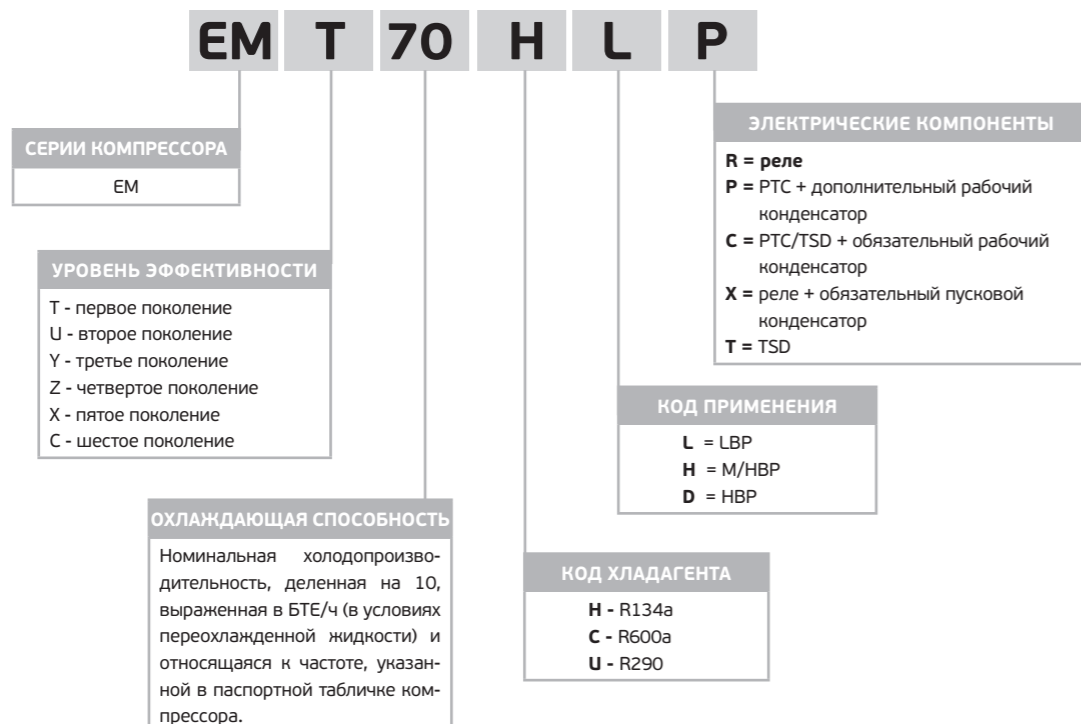 EM T 70 H L P
СЕРИИ КОМПРЕССОРА
EM
УРОВЕНЬ ЭФФЕКТИВНОСТИ
T - первое поколение
U - второе поколение
Y - третье поколение
Z - четвертое поколение
X - пятое поколение
C - шестое поколение
ОХЛАЖДАЮЩАЯ СПОСОБНОСТЬ
Номинальная холодопроизво-
дительность, деленная на 10,
выраженная в БТЕ/ч (в условиях
переохлажденной жидкости) и
относящаяся к частоте, указан-
ной в паспортной табличке ком-
прессора.
КОД ХЛАДАГЕНТА
H - R134a
C - R600a
U - R290
КОД ПРИМЕНЕНИЯ
L = LBP
H = M/HBP
D = HBP
ЭЛЕКТРИЧЕСКИЕ КОМПОНЕНТЫ
R = реле
P = PTC + дополнительный рабочий
конденсатор
C = PTC/TSD + обязательный рабочий
конденсатор
X = реле + обязательный пусковой
конденсатор
T = TSD